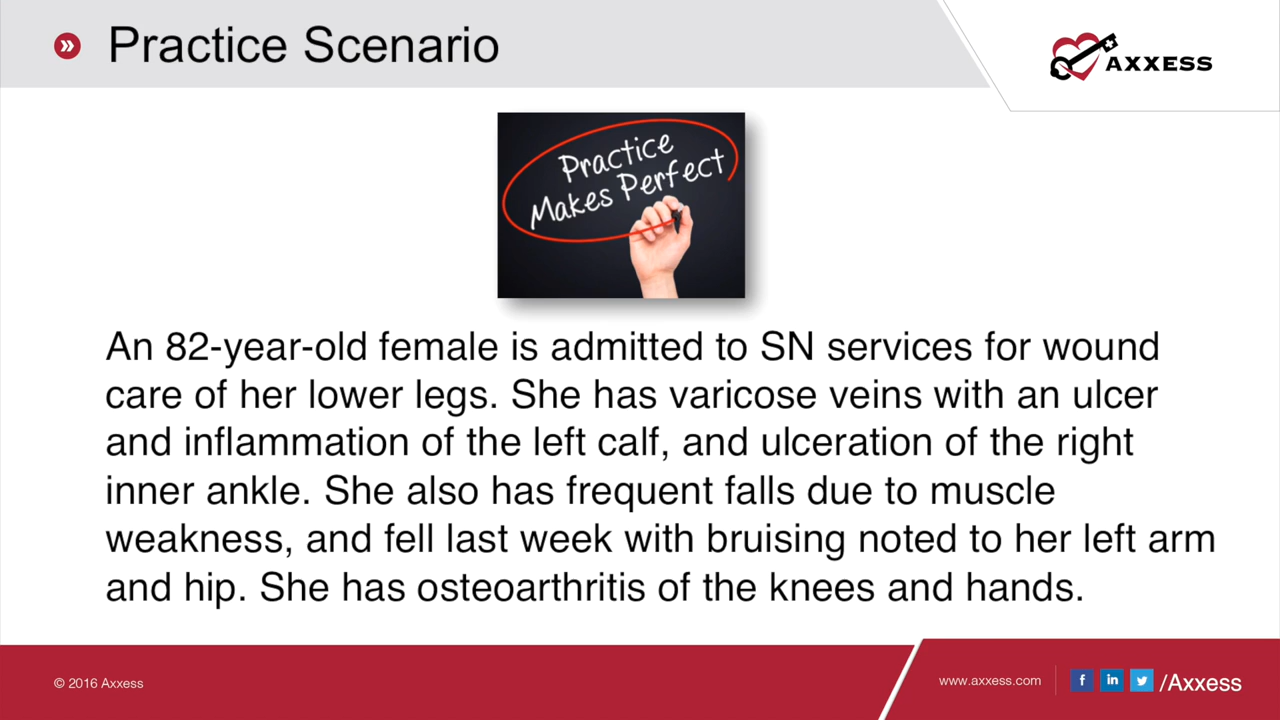 Practice Scenario
AXXESS
Practice
Makes Perfect
An 82-year-old female is admitted to SN services for wound
care of her lower legs. She has varicose veins with an ulcer
and inflammation of the left calf, and ulceration of the right
inner ankle. She also has frequent falls due to muscle
weakness, and fell last week with bruising noted to her left arm
and hip. She has osteoarthritis of the knees and hands.
© 2016 Axxess
www.axxess.com
/Axxess